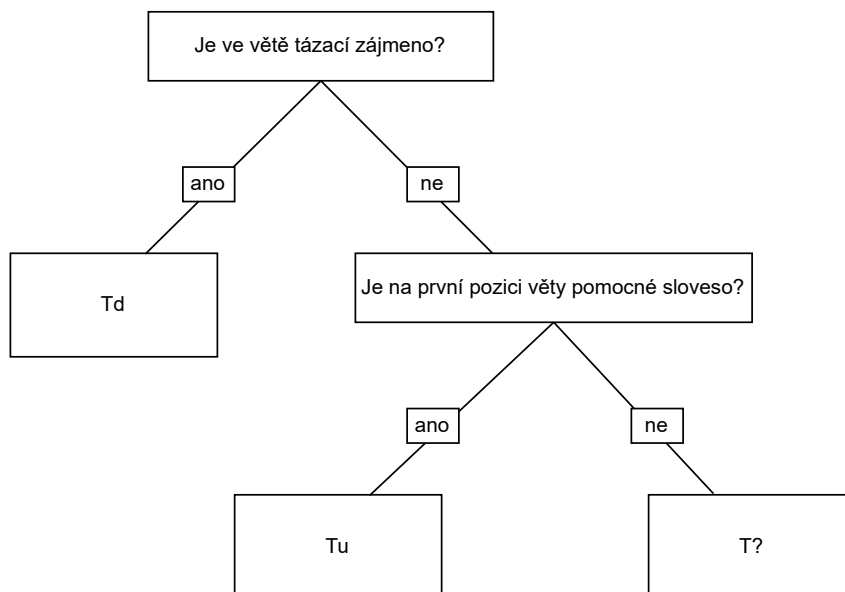 Je ve větě tázací zájmeno?
ano
ne
Td
Je na první pozici věty pomocné sloveso?
ano
ne
Tu
T?